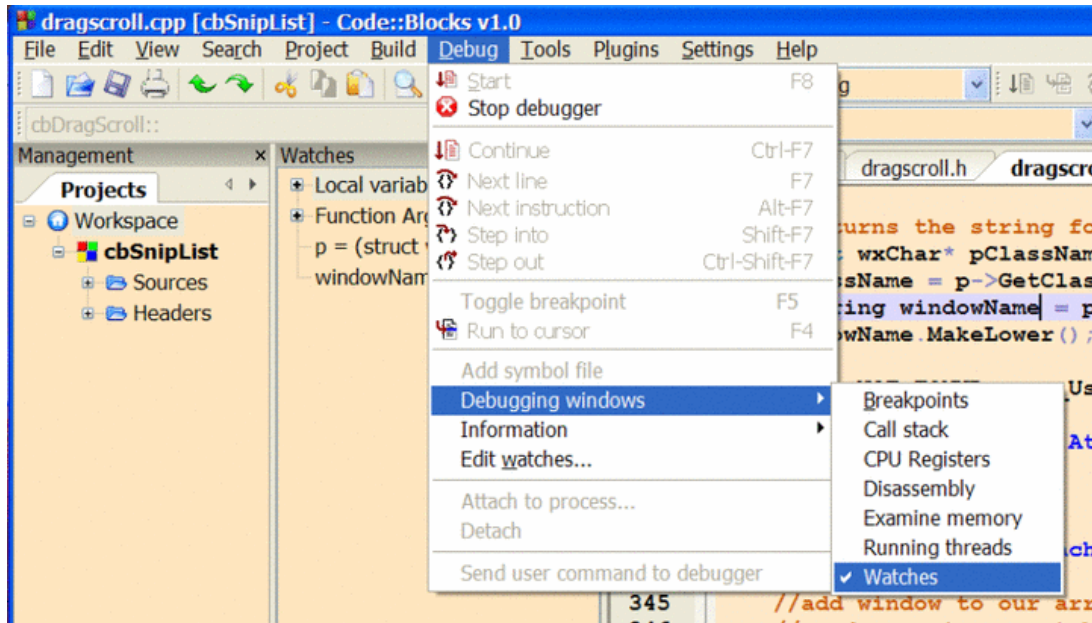 dragscroll.cpp [cbSnipList] - Code::Blocks v1.0
File Edit View Search Project Build Debug Tools Plugins Settings Help
cbDragScroll::
Management
Projects
Workspace
cbSnipList
Sources
Headers
Watches
Local variab
Function Arg
p = (struct
windowNam
Start F8
Stop debugger
Continue Ctrl-F7
Next line F7
Next instruction Alt-F7
Step into Shift-F7
Step out Ctrl-Shift-F7
Toggle breakpoint F5
Run to cursor F4
Add symbol file
Debugging windows
Information
Edit watches...
Attach to process...
Detach
Send user command to debugger
Breakpoints
Call stack
CPU Registers
Disassembly
Examine memory
Running threads
Watches
dragscroll.h dragscro
urns the string fo
wxChar* pClassNam
sName = p->GetClas
ing windowName = p
wName.MakeLower();
Us
At
ch
345 //add window to our arr